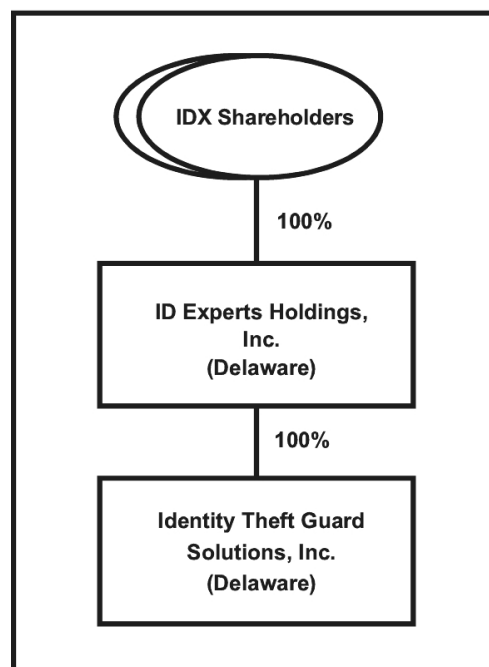 IDX Shareholders
100%
ID Experts Holdings,
Inc.
(Delaware)
100%
Identity Theft Guard
Solutions, Inc.
(Delaware)